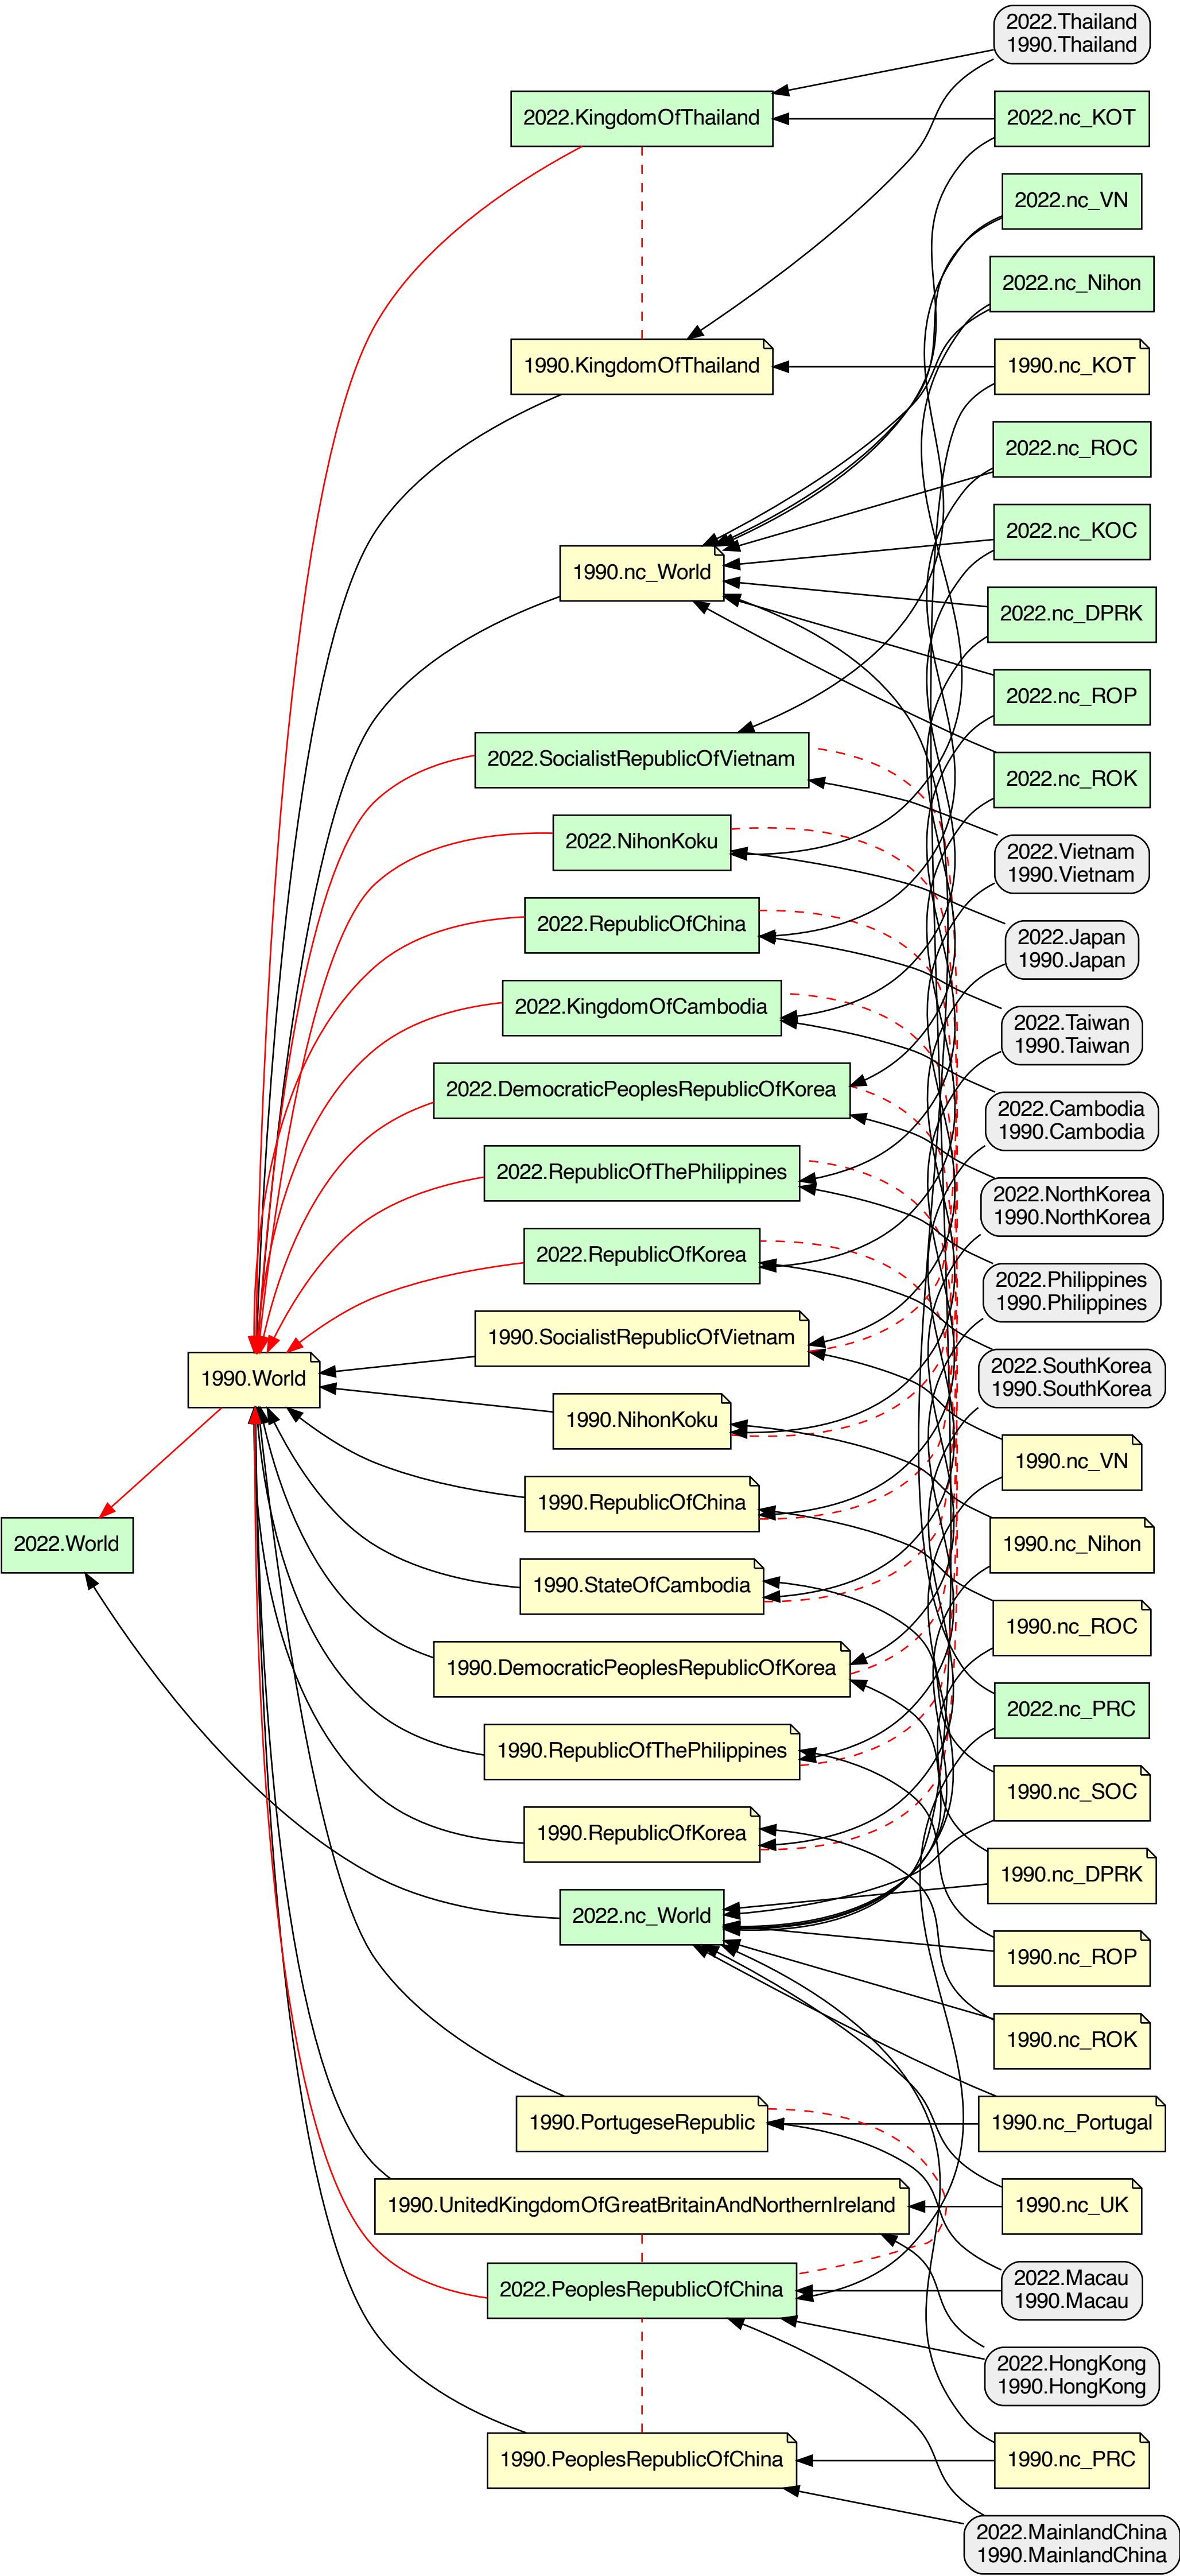 2022.Thailand
1990.Thailand
2022.KingdomOfThailand
2022.nc_KOT
2022.nc_VN
2022.nc_Nihon
1990.KingdomOfThailand
1990.nc_KOT
2022.nc_ROC
2022.nc_KOC
1990.nc_World
2022.nc_DPRK
2022.nc_ROP
2022.SocialistRepublicOfVietnam
2022.nc_ROK
2022.NihonKoku
2022.Vietnam
1990.Vietnam
2022.RepublicOfChina
2022.Japan
1990.Japan
2022.KingdomOfCambodia
2022.Taiwan
1990.Taiwan
2022.DemocraticPeoplesRepublicOfKorea
2022.Cambodia
1990.Cambodia
2022.RepublicOfThePhilippines
2022.NorthKorea
1990.NorthKorea
2022.RepublicOfKorea
2022.Philippines
1990.Philippines
1990.SocialistRepublicOfVietnam
2022.SouthKorea
1990.SouthKorea
1990.World
1990.NihonKoku
1990.nc_VN
1990.RepublicOfChina
2022.World
1990.nc_Nihon
1990.StateOfCambodia
1990.nc_ROC
1990.DemocraticPeoplesRepublicOfKorea
2022.nc_PRC
1990.RepublicOfThePhilippines
1990.nc_SOC
1990.RepublicOfKorea
1990.nc_DPRK
2022.nc_World
1990.nc_ROP
1990.nc_ROK
1990.PortugeseRepublic
1990.nc_Portugal
1990.UnitedKingdomOfGreatBritainAndNorthernIreland
1990.nc_UK
2022.PeoplesRepublicOfChina
2022.Macau
1990.Macau
2022.HongKong
1990.HongKong
1990.PeoplesRepublicOfChina
1990.nc_PRC
2022.MainlandChina
1990.MainlandChina